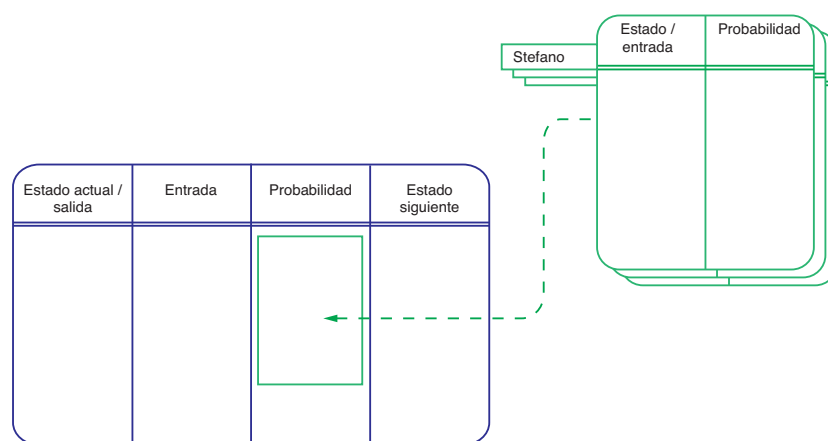 Estado /
entrada
Probabilidad
Stefano
Estado actual /
salida
Entrada
Probabilidad
Estado
siguiente